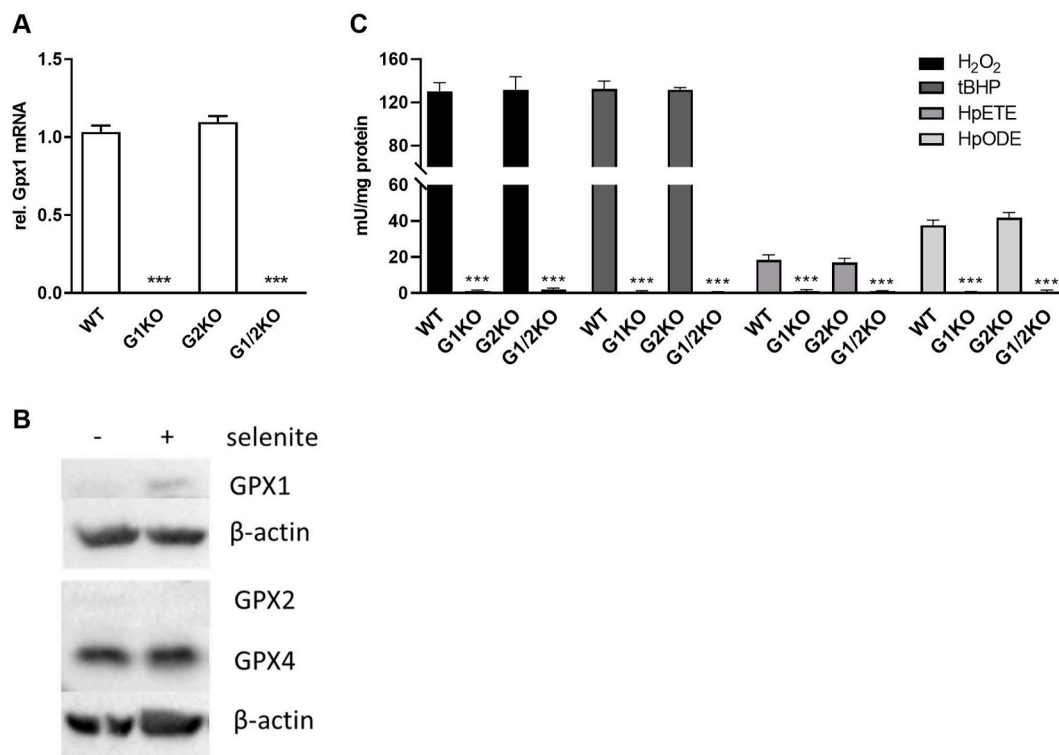 A
rel. Gpx1 mRNA
1.5
1.0
0.5
0.0
*** ***
WT G1KO G2KO G1/2KO
B
- + selenite
GPX1
β-actin
GPX2
GPX4
β-actin
C
mU/mg protein
160
120
80
60
40
20
0
*** *** *** *** *** *** *** ***
WT G1KO G2KO G1/2KO WT G1KO G2KO G1/2KO WT G1KO G2KO G1/2KO WT G1KO G2KO G1/2KO
H₂O₂
tBHP
HpETE
HpODE